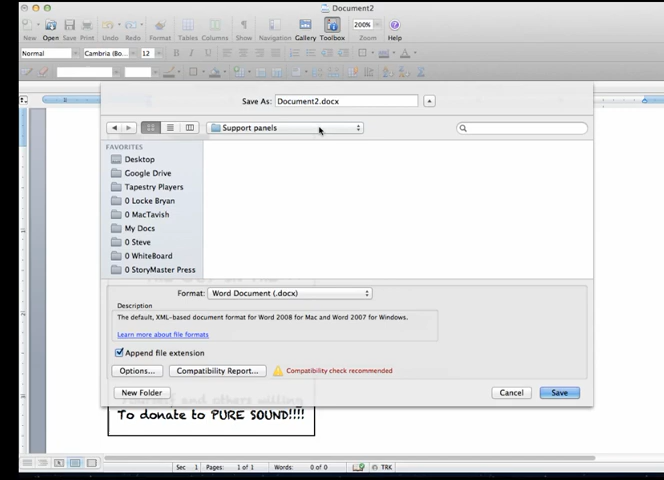 Document2
200%
New Open Save Print Undo Redo Format Tables Columns Show Navigation Gallery Toolbox Zoom Help
Normal Cambria (Bo... 12 B I U
Save As: Document2.docx
Support panels
FAVORITES
Desktop
Google Drive
Tapestry Players
0 Locke Bryan
0 MacTavish
My Docs
0 Steve
0 WhiteBoard
0 StoryMaster Press
Format: Word Document (.docx)
Description
The default, XML-based document format for Word 2008 for Mac and Word 2007 for Windows.
Learn more about file formats
Append file extension
Options... Compatibility Report... Compatibility check recommended
New Folder Cancel Save
Yourself and others willing
To donate to PURE SOUND!!!!
Sec 1 Pages: 1 of 1 Words: 0 of 0 TRK